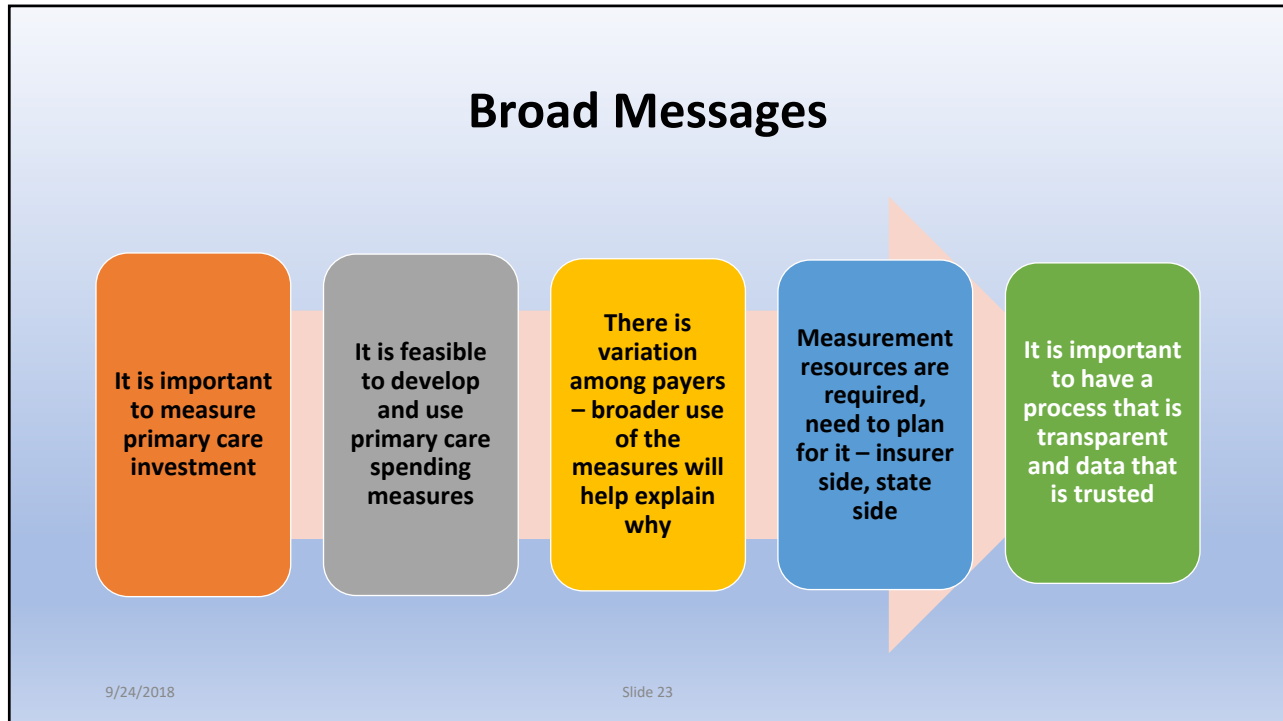 Broad Messages
It is important
to measure
primary care
investment
It is feasible
to develop
and use
primary care
spending
measures
There is
variation
among payers
– broader use
of the
measures will
help explain
why
Measurement
resources are
required,
need to plan
for it – insurer
side, state
side
It is important
to have a
process that is
transparent
and data that
is trusted
9/24/2018
Slide 23